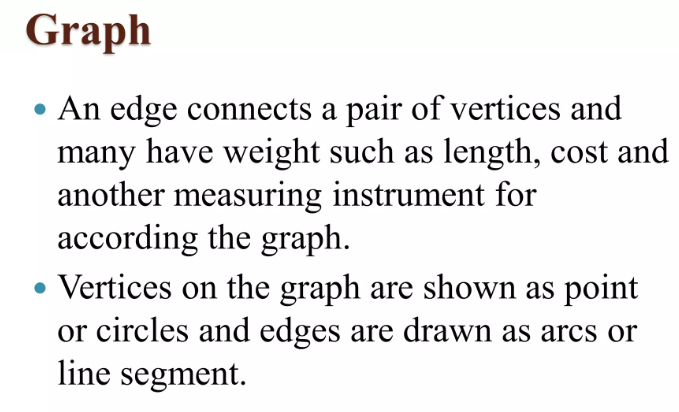 Graph
• An edge connects a pair of vertices and
many have weight such as length, cost and
another measuring instrument for
according the graph.
• Vertices on the graph are shown as point
or circles and edges are drawn as arcs or
line segment.